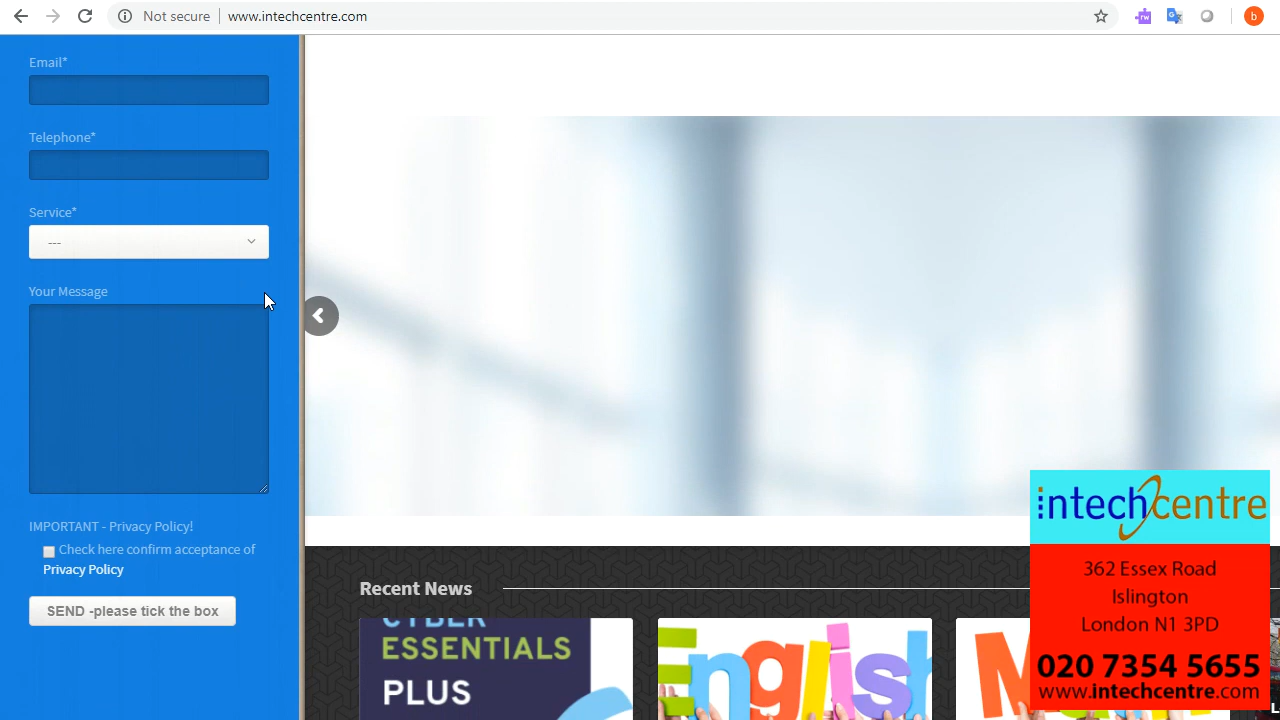 Not secure
www.intechcentre.com
b
Email*
Telephone*
Service*
---
Your Message
IMPORTANT - Privacy Policy!
Check here confirm acceptance of
Privacy Policy
SEND -please tick the box
Recent News
CYBER
ESSENTIALS
PLUS
English
intechcentre
362 Essex Road
Islington
London N1 3PD
020 7354 5655
www.intechcentre.com